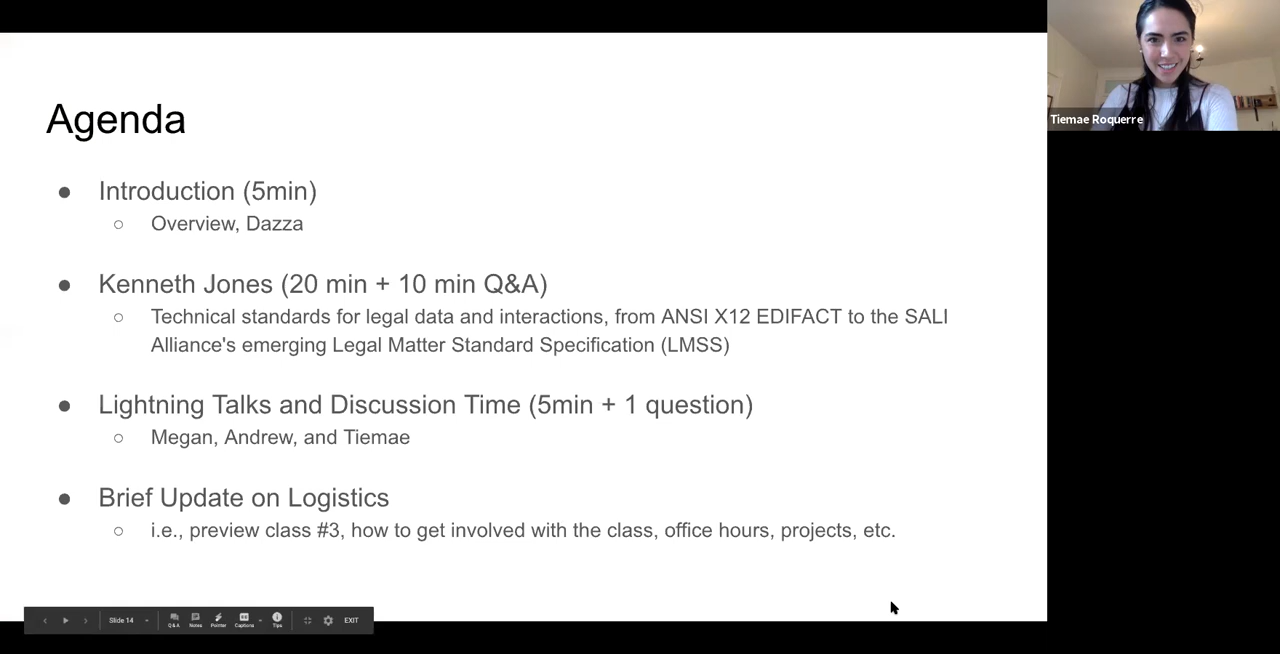 Agenda
● Introduction (5min)
○ Overview, Dazza
● Kenneth Jones (20 min + 10 min Q&A)
○ Technical standards for legal data and interactions, from ANSI X12 EDIFACT to the SALI
Alliance's emerging Legal Matter Standard Specification (LMSS)
● Lightning Talks and Discussion Time (5min + 1 question)
○ Megan, Andrew, and Tiemae
● Brief Update on Logistics
○ i.e., preview class #3, how to get involved with the class, office hours, projects, etc.
Slide 14
Q&A Notes Pointer Captions Tips
EXIT
Tiemae Roquerre